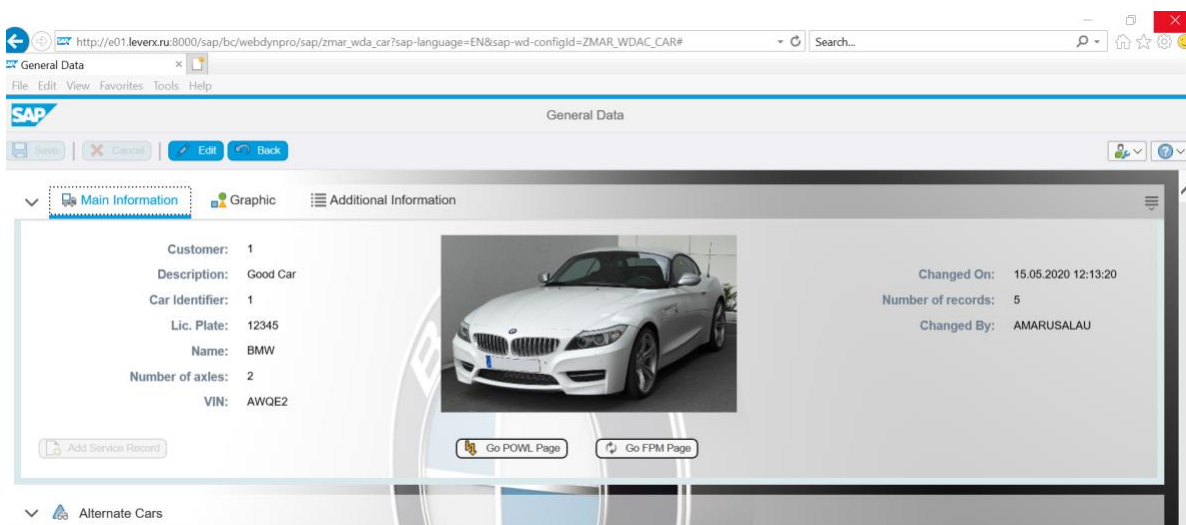 http://e01.leverx.ru:8000/sap/bc/webdynpro/sap/zmar_wda_car?sap-language=EN&sap-wd-configId=ZMAR_WDAC_CAR#
Search...
General Data
File Edit View Favorites Tools Help
SAP
General Data
Save
Cancel
Edit
Back
Main Information
Graphic
Additional Information
Customer: 1
Description: Good Car
Car Identifier: 1
Lic. Plate: 12345
Name: BMW
Number of axles: 2
VIN: AWQE2
Changed On: 15.05.2020 12:13:20
Number of records: 5
Changed By: AMARUSALAU
Add Service Record
Go POWL Page
Go FPM Page
Alternate Cars